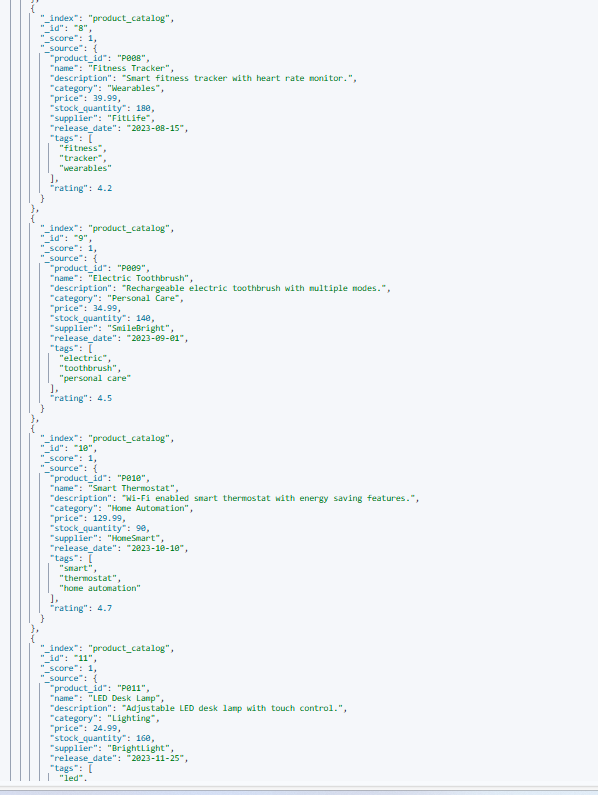 },
{
"_index": "product_catalog",
"_id": "8",
"_score": 1,
"_source": {
"product_id": "P008",
"name": "Fitness Tracker",
"description": "Smart fitness tracker with heart rate monitor.",
"category": "Wearables",
"price": 39.99,
"stock_quantity": 180,
"supplier": "FitLife",
"release_date": "2023-08-15",
"tags": [
"fitness",
"tracker",
"wearables"
],
"rating": 4.2
}
},
{
"_index": "product_catalog",
"_id": "9",
"_score": 1,
"_source": {
"product_id": "P009",
"name": "Electric Toothbrush",
"description": "Rechargeable electric toothbrush with multiple modes.",
"category": "Personal Care",
"price": 34.99,
"stock_quantity": 140,
"supplier": "SmileBright",
"release_date": "2023-09-01",
"tags": [
"electric",
"toothbrush",
"personal care"
],
"rating": 4.5
}
},
{
"_index": "product_catalog",
"_id": "10",
"_score": 1,
"_source": {
"product_id": "P010",
"name": "Smart Thermostat",
"description": "Wi-Fi enabled smart thermostat with energy saving features.",
"category": "Home Automation",
"price": 129.99,
"stock_quantity": 90,
"supplier": "HomeSmart",
"release_date": "2023-10-10",
"tags": [
"smart",
"thermostat",
"home automation"
],
"rating": 4.7
}
},
{
"_index": "product_catalog",
"_id": "11",
"_score": 1,
"_source": {
"product_id": "P011",
"name": "LED Desk Lamp",
"description": "Adjustable LED desk lamp with touch control.",
"category": "Lighting",
"price": 24.99,
"stock_quantity": 160,
"supplier": "BrightLight",
"release_date": "2023-11-25",
"tags": [
"led",